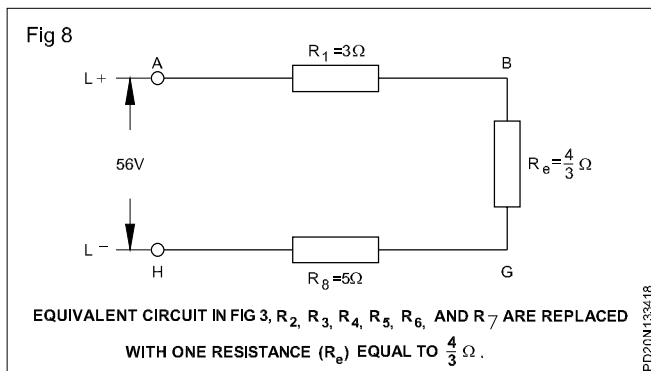 Fig 8
A
R1 = 3Ω
B
L +
56V
Re = 4/3 Ω
L −
H
R8 = 5Ω
G
EQUIVALENT CIRCUIT IN FIG 3, R2, R3, R4, R5, R6, AND R7 ARE REPLACED
WITH ONE RESISTANCE (Re) EQUAL TO 4/3 Ω .
PD20N133418